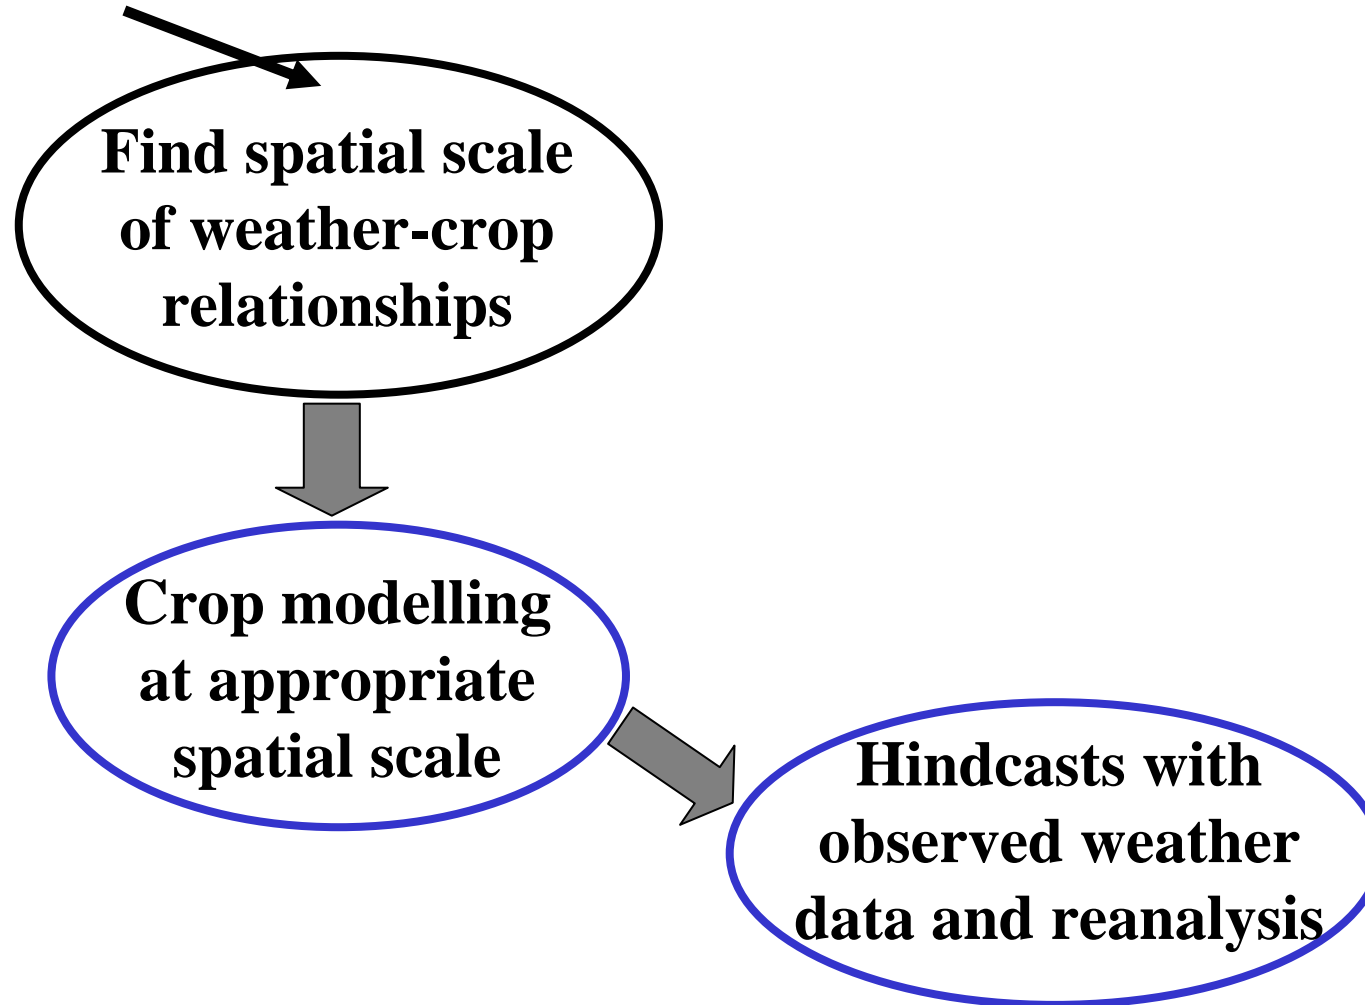 Find spatial scale
of weather-crop
relationships
Crop modelling
at appropriate
spatial scale
Hindcasts with
observed weather
data and reanalysis